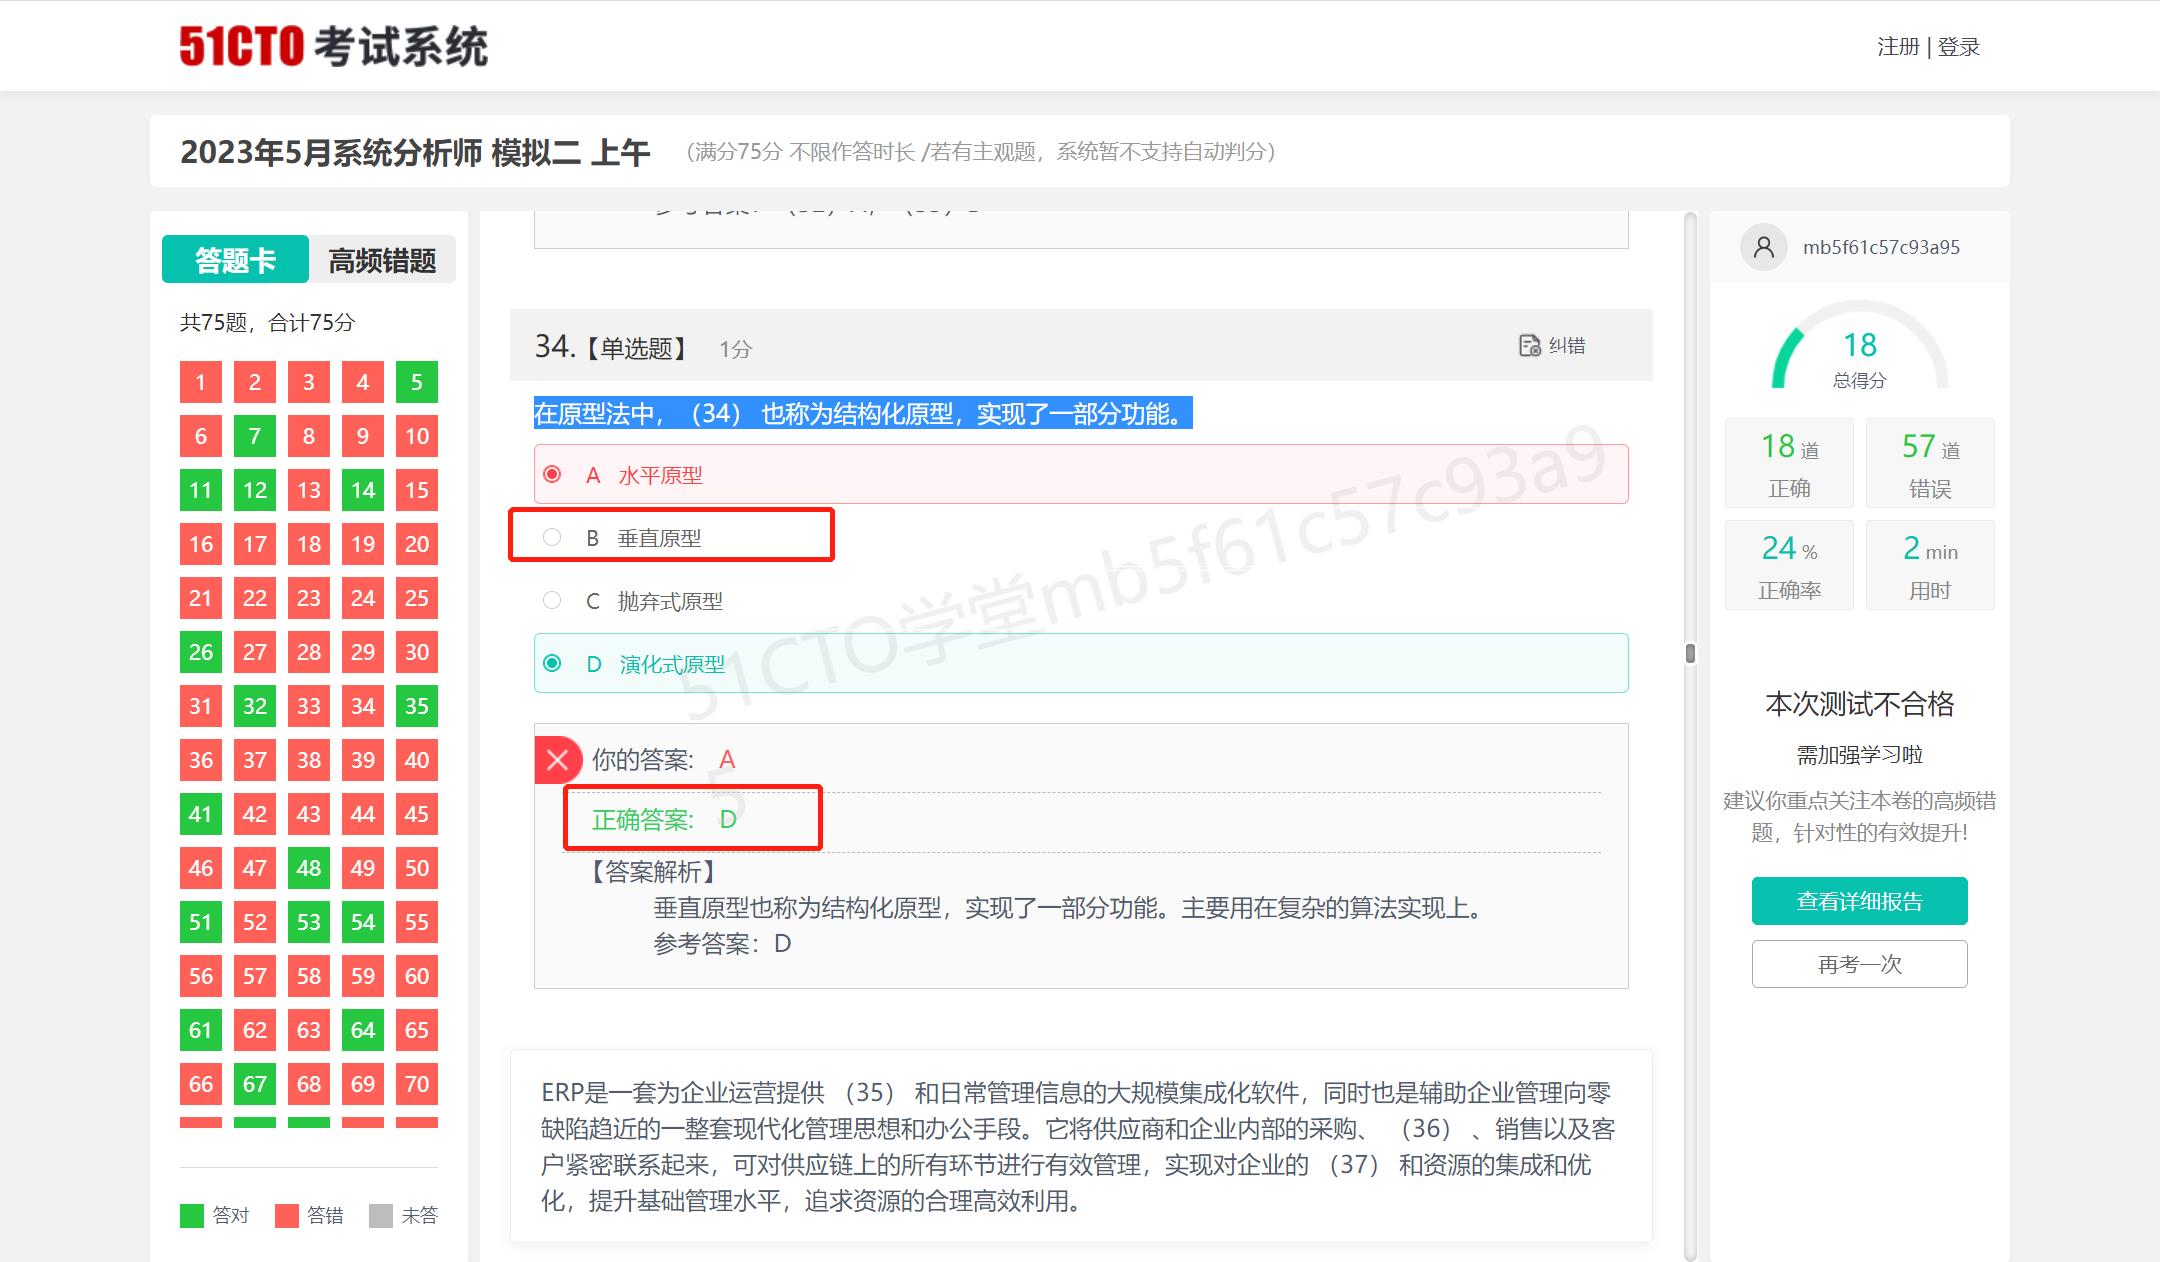 51CTO 考试系统
注册 | 登录
2023年5月系统分析师 模拟二 上午 （满分75分 不限作答时长 /若有主观题，系统暂不支持自动判分）
答题卡 高频错题
共75题，合计75分
1 2 3 4 5
6 7 8 9 10
11 12 13 14 15
16 17 18 19 20
21 22 23 24 25
26 27 28 29 30
31 32 33 34 35
36 37 38 39 40
41 42 43 44 45
46 47 48 49 50
51 52 53 54 55
56 57 58 59 60
61 62 63 64 65
66 67 68 69 70
答对 答错 未答
34.【单选题】 1分
纠错
在原型法中，（34） 也称为结构化原型，实现了一部分功能。
A 水平原型
B 垂直原型
C 抛弃式原型
D 演化式原型
51CTO学堂mb5f61c57c93a9
5
你的答案: A
正确答案: D
【答案解析】
垂直原型也称为结构化原型，实现了一部分功能。主要用在复杂的算法实现上。
参考答案：D
ERP是一套为企业运营提供 （35） 和日常管理信息的大规模集成化软件，同时也是辅助企业管理向零
缺陷趋近的一整套现代化管理思想和办公手段。它将供应商和企业内部的采购、 （36） 、销售以及客
户紧密联系起来，可对供应链上的所有环节进行有效管理，实现对企业的 （37） 和资源的集成和优
化，提升基础管理水平，追求资源的合理高效利用。
mb5f61c57c93a95
18
总得分
18 道
正确
57 道
错误
24 %
正确率
2 min
用时
本次测试不合格
需加强学习啦
建议你重点关注本卷的高频错
题，针对性的有效提升!
查看详细报告
再考一次